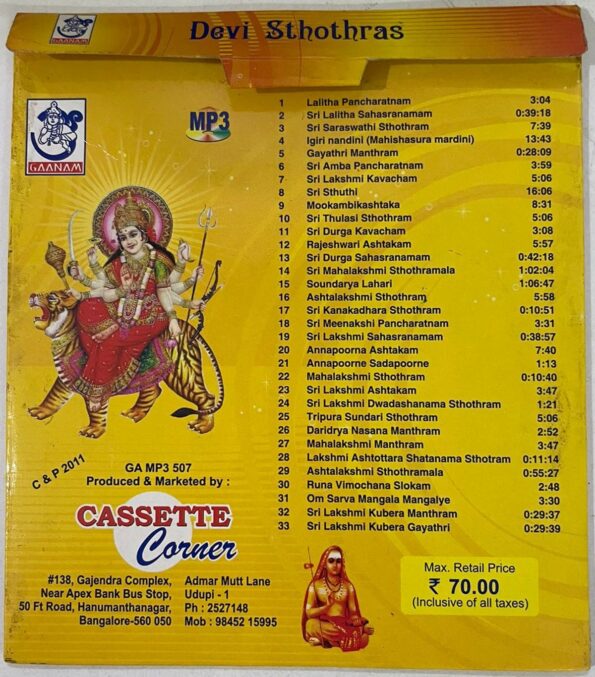 GAANAM
Devi Sthothras
GAANAM
MP3
1 Lalitha Pancharatnam 3:04
2 Sri Lalitha Sahasranamam 0:39:18
3 Sri Saraswathi Sthothram 7:39
4 Igiri nandini (Mahishasura mardini) 13:43
5 Gayathri Manthram 0:28:09
6 Sri Amba Pancharatnam 3:59
7 Sri Lakshmi Kavacham 5:06
8 Sri Sthuthi 16:06
9 Mookambikashtaka 8:31
10 Sri Thulasi Sthothram 5:06
11 Sri Durga Kavacham 3:08
12 Rajeshwari Ashtakam 5:57
13 Sri Durga Sahasranamam 0:42:18
14 Sri Mahalakshmi Sthothramala 1:02:04
15 Soundarya Lahari 1:06:47
16 Ashtalakshmi Sthothram 5:58
17 Sri Kanakadhara Sthothram 0:10:51
18 Sri Meenakshi Pancharatnam 3:31
19 Sri Lakshmi Sahasranamam 0:38:57
20 Annapoorna Ashtakam 7:40
21 Annapoorna Sadapoorne 1:13
22 Mahalakshmi Sthothram 0:10:40
23 Sri Lakshmi Ashtakam 3:47
24 Sri Lakshmi Dwadashanama Sthothram 1:21
25 Tripura Sundari Sthothram 5:06
26 Daridrya Nasana Manthram 2:52
27 Mahalakshmi Manthram 3:47
28 Lakshmi Ashtottara Shatanama Sthotram 0:11:14
29 Ashtalakshmi Sthothramala 0:55:27
30 Runa Vimochana Slokam 2:48
31 Om Sarva Mangala Mangalye 3:30
32 Sri Lakshmi Kubera Manthram 0:29:37
33 Sri Lakshmi Kubera Gayathri 0:29:39
C & P 2011
GA MP3 507
Produced & Marketed by :
CASSETTE
Corner
#138, Gajendra Complex,
Near Apex Bank Bus Stop,
50 Ft Road, Hanumanthanagar,
Bangalore-560 050
Admar Mutt Lane
Udupi - 1
Ph : 2527148
Mob : 98452 15995
Max. Retail Price
₹ 70.00
(Inclusive of all taxes)